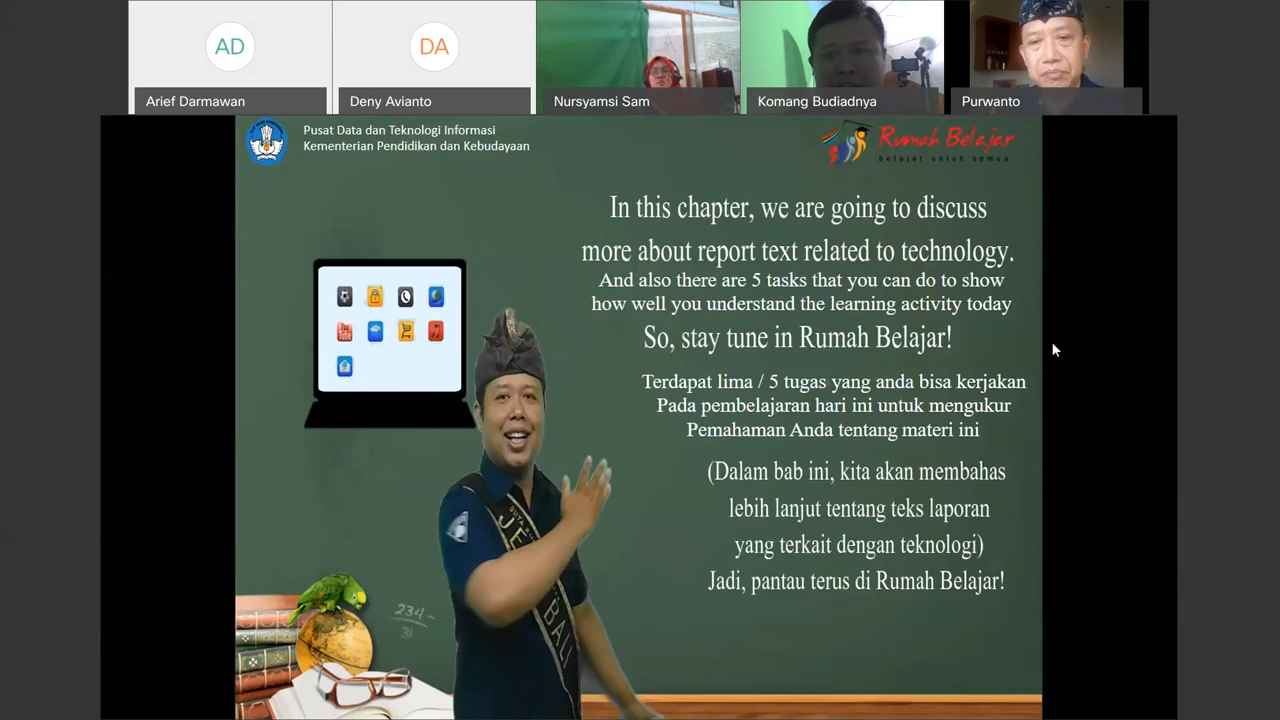 AD
DA
Arief Darmawan
Deny Avianto
Nursyamsi Sam
Komang Budiadnya
Purwanto
Pusat Data dan Teknologi Informasi
Kementerian Pendidikan dan Kebudayaan
Rumah Belajar
belajar untuk semua
In this chapter, we are going to discuss
more about report text related to technology.
And also there are 5 tasks that you can do to show
how well you understand the learning activity today
So, stay tune in Rumah Belajar!
Terdapat lima / 5 tugas yang anda bisa kerjakan
Pada pembelajaran hari ini untuk mengukur
Pemahaman Anda tentang materi ini
(Dalam bab ini, kita akan membahas
lebih lanjut tentang teks laporan
yang terkait dengan teknologi)
Jadi, pantau terus di Rumah Belajar!
234 -
BALI